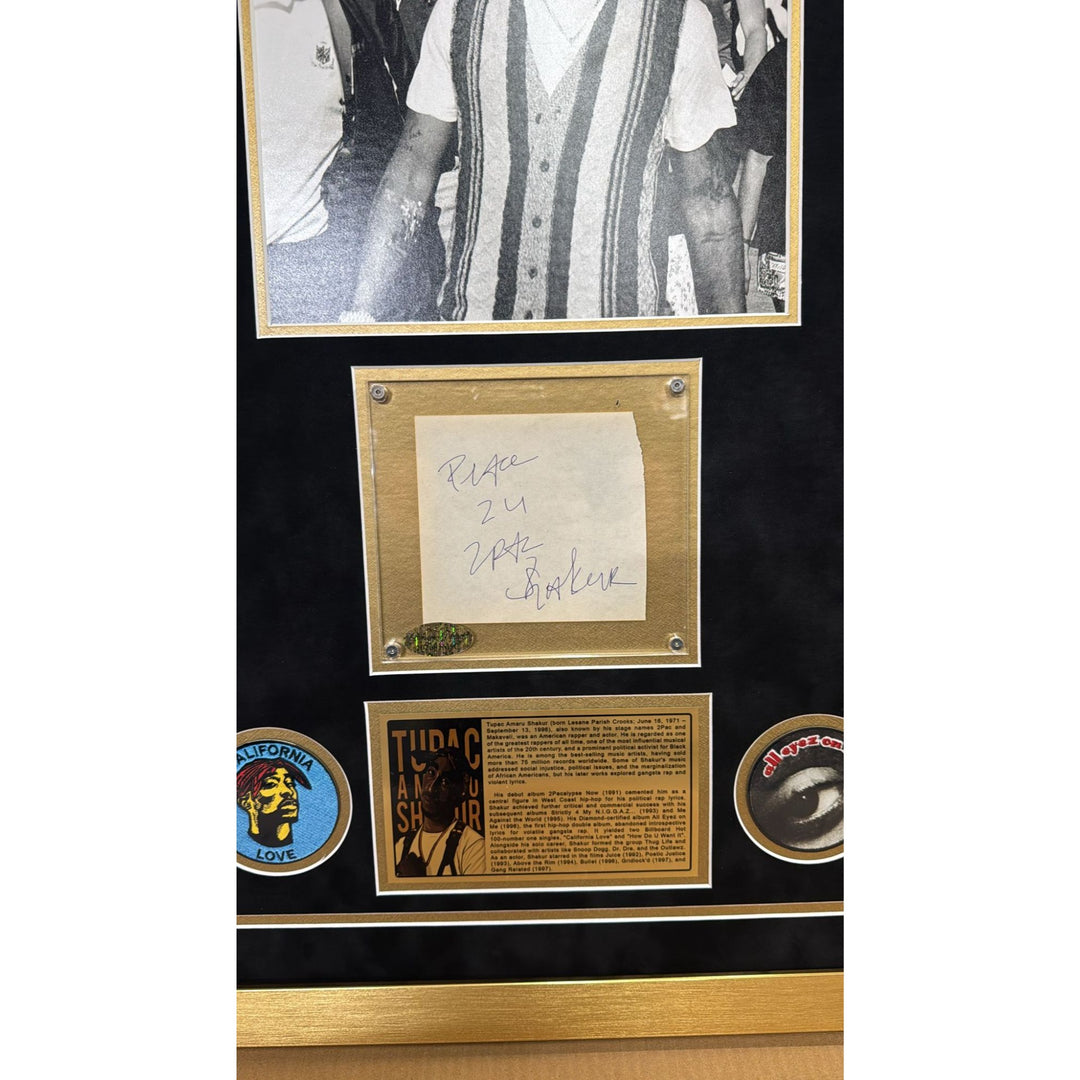 PEACE
2 U
2PAC
SHAKUR
CALIFORNIA
LOVE
TUPAC
AMARU
SHAKUR
Tupac Amaru Shakur (born Lesane Parish Crooks; June 16, 1971 –
September 13, 1996), also known by his stage names 2Pac and
Makaveli, was an American rapper and actor. He is regarded as one
of the greatest rappers of all time, one of the most influential musical
artists of the 20th century, and a prominent political activist for Black
America. He is among the best-selling music artists, having sold
more than 75 million records worldwide. Some of Shakur's music
addressed social injustice, political issues, and the marginalization
of African Americans, but his later works explored gangsta rap and
violent lyrics.
His debut album 2Pacalypse Now (1991) cemented him as a
central figure in West Coast hip-hop for his political rap lyrics.
Shakur achieved further critical and commercial success with his
subsequent albums Strictly 4 My N.I.G.G.A.Z... (1993) and Me
Against the World (1995). His Diamond-certified album All Eyez on
Me (1996), the first hip-hop double album, abandoned introspective
lyrics for volatile gangsta rap. It yielded two Billboard Hot
100-number one singles, "California Love" and "How Do U Want It".
Alongside his solo career, Shakur formed the group Thug Life and
collaborated with artists like Snoop Dogg, Dr. Dre, and the Outlawz.
As an actor, Shakur starred in the films Juice (1992), Poetic Justice
(1993), Above the Rim (1994), Bullet (1996), Gridlock'd (1997), and
Gang Related (1997).
all eyez on